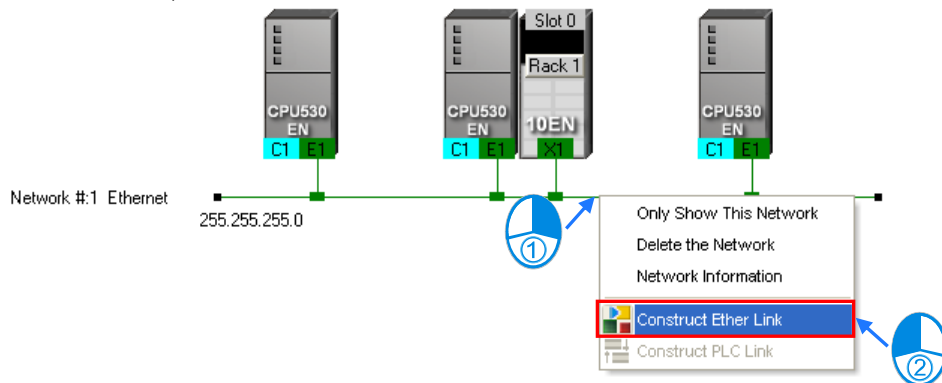 Slot 0
Rack 1
CPU530
EN
C1 E1
CPU530
EN
C1 E1
10EN
X1
CPU530
EN
C1 E1
Network #:1 Ethernet
255.255.255.0
①
Only Show This Network
Delete the Network
Network Information
Construct Ether Link
Construct PLC Link
②